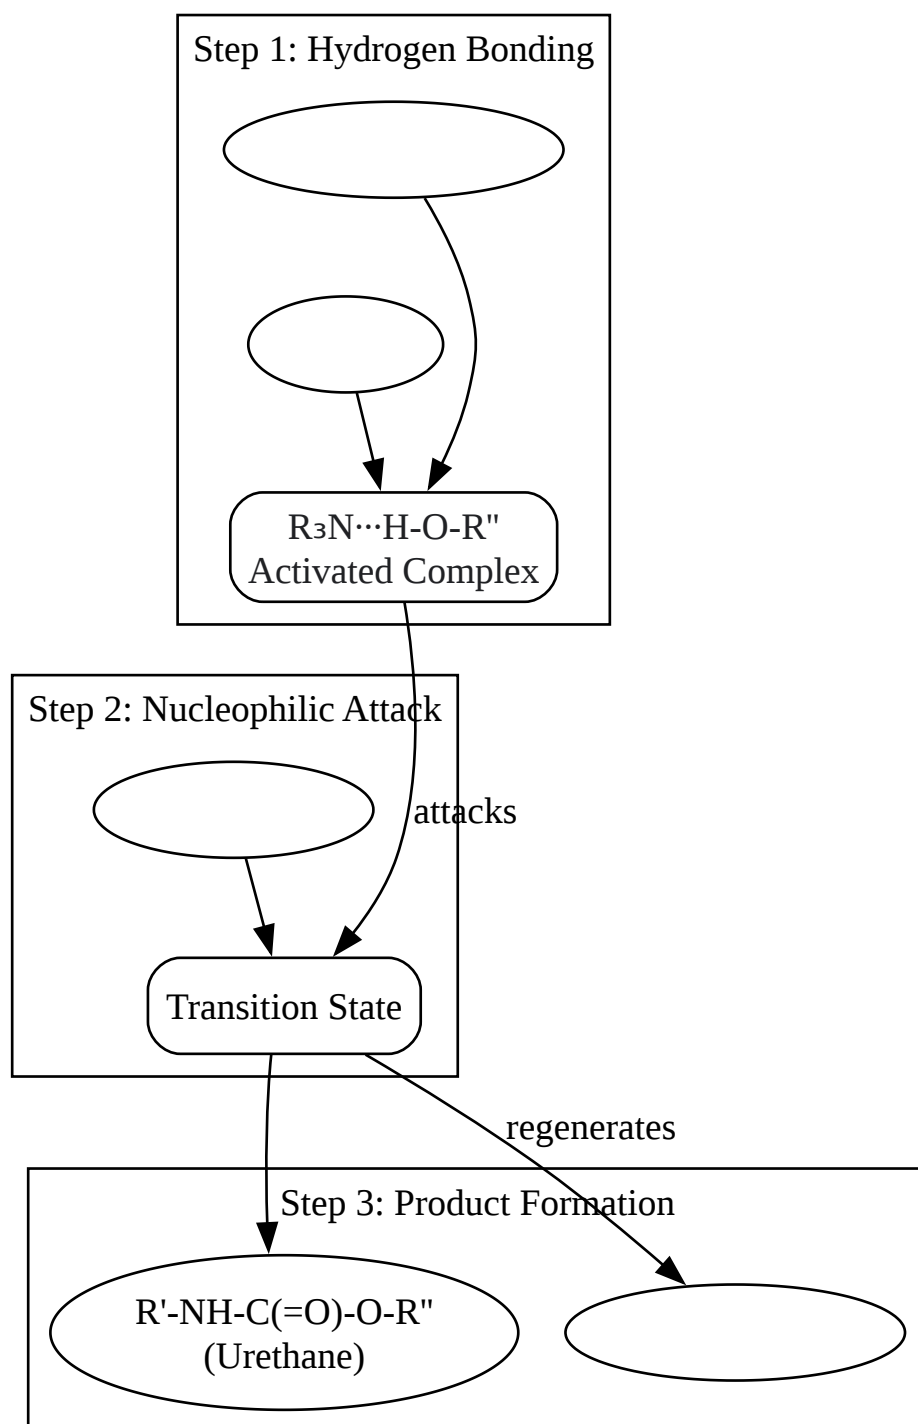 Step 1: Hydrogen Bonding
R₃N···H-O-R"
Activated Complex
Step 2: Nucleophilic Attack
attacks
Transition State
regenerates
Step 3: Product Formation
R'-NH-C(=O)-O-R"
(Urethane)